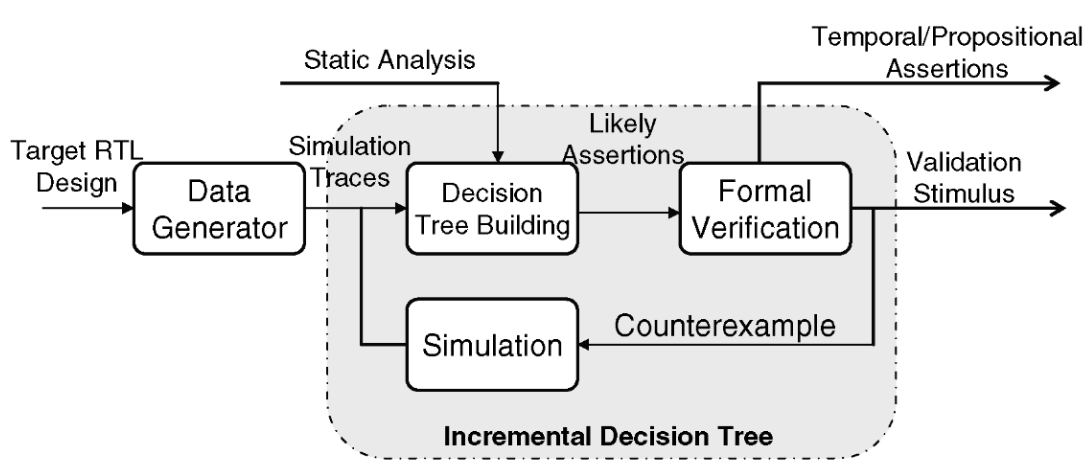 Temporal/Propositional
Assertions
Static Analysis
Target RTL
Design
Simulation
Traces
Likely
Assertions
Validation
Stimulus
Data
Generator
Decision
Tree Building
Formal
Verification
Simulation
Counterexample
Incremental Decision Tree